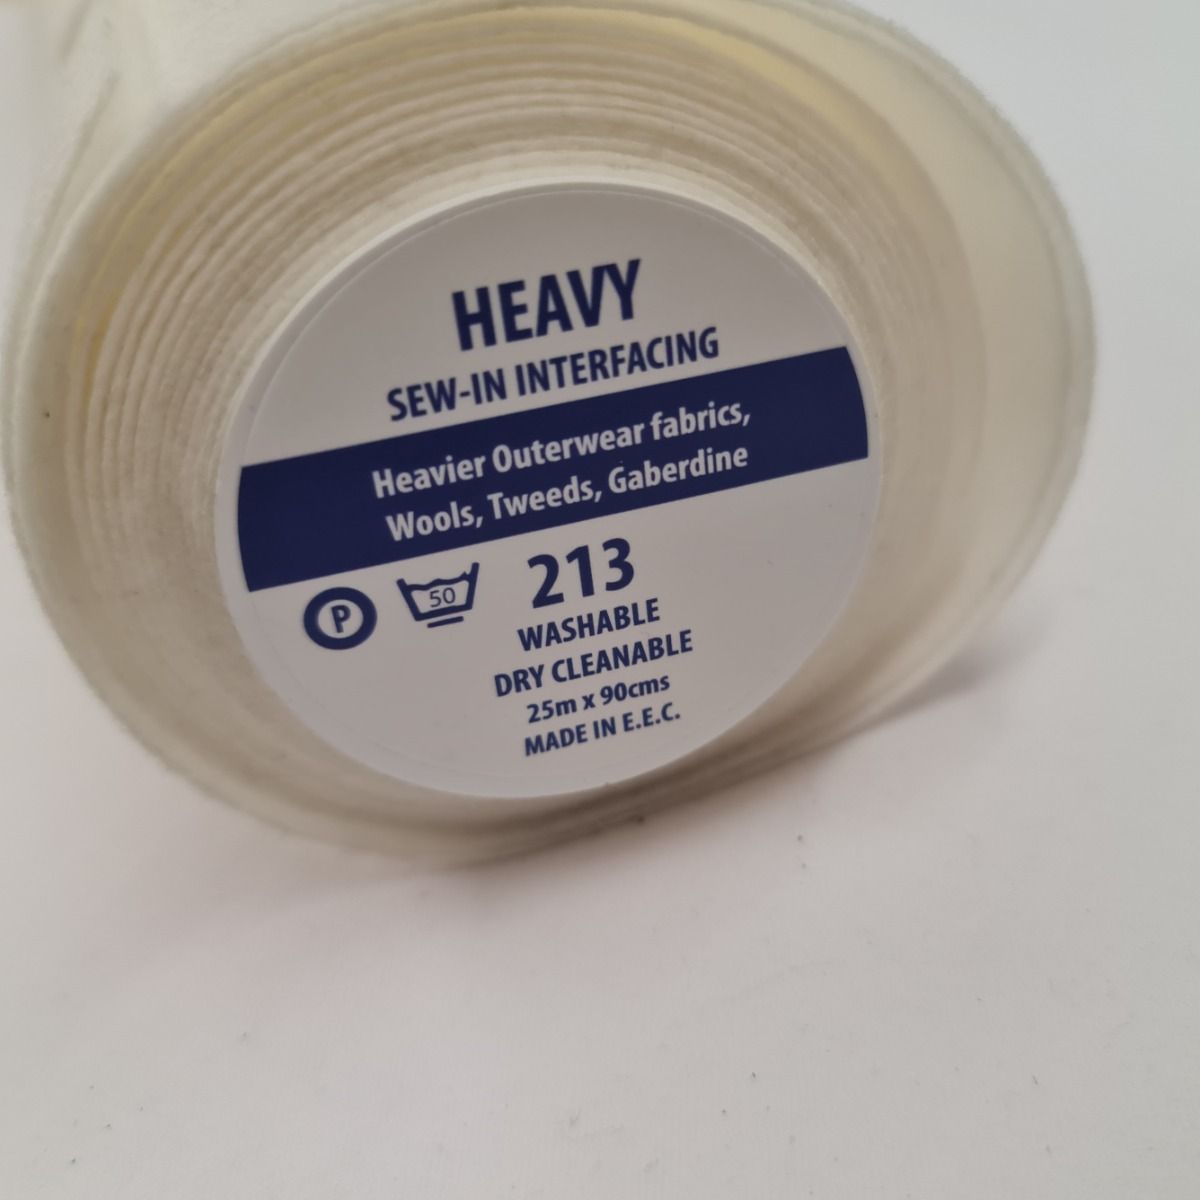 HEAVY
SEW-IN INTERFACING
Heavier Outerwear fabrics,
Wools, Tweeds, Gaberdine
P 50 213
WASHABLE
DRY CLEANABLE
25m x 90cms
MADE IN E.E.C.